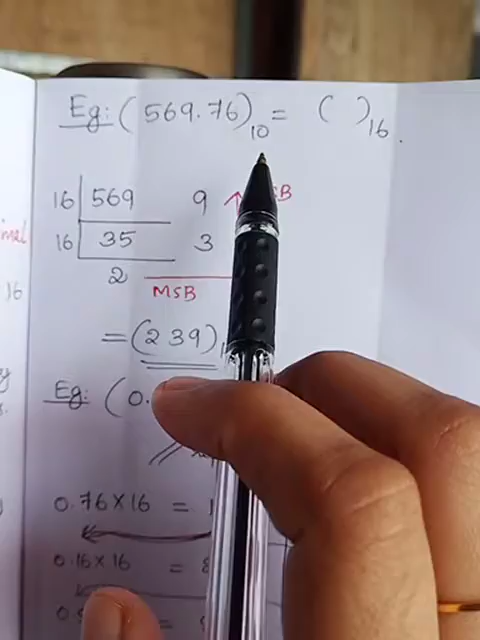 Eg: (569.76)₁₀ = ( )₁₆.
16 569 9
16 35 3
2
MSB
= (239)
Eg: (0.
0.76×16 =
0.16×16 = 8
=
16